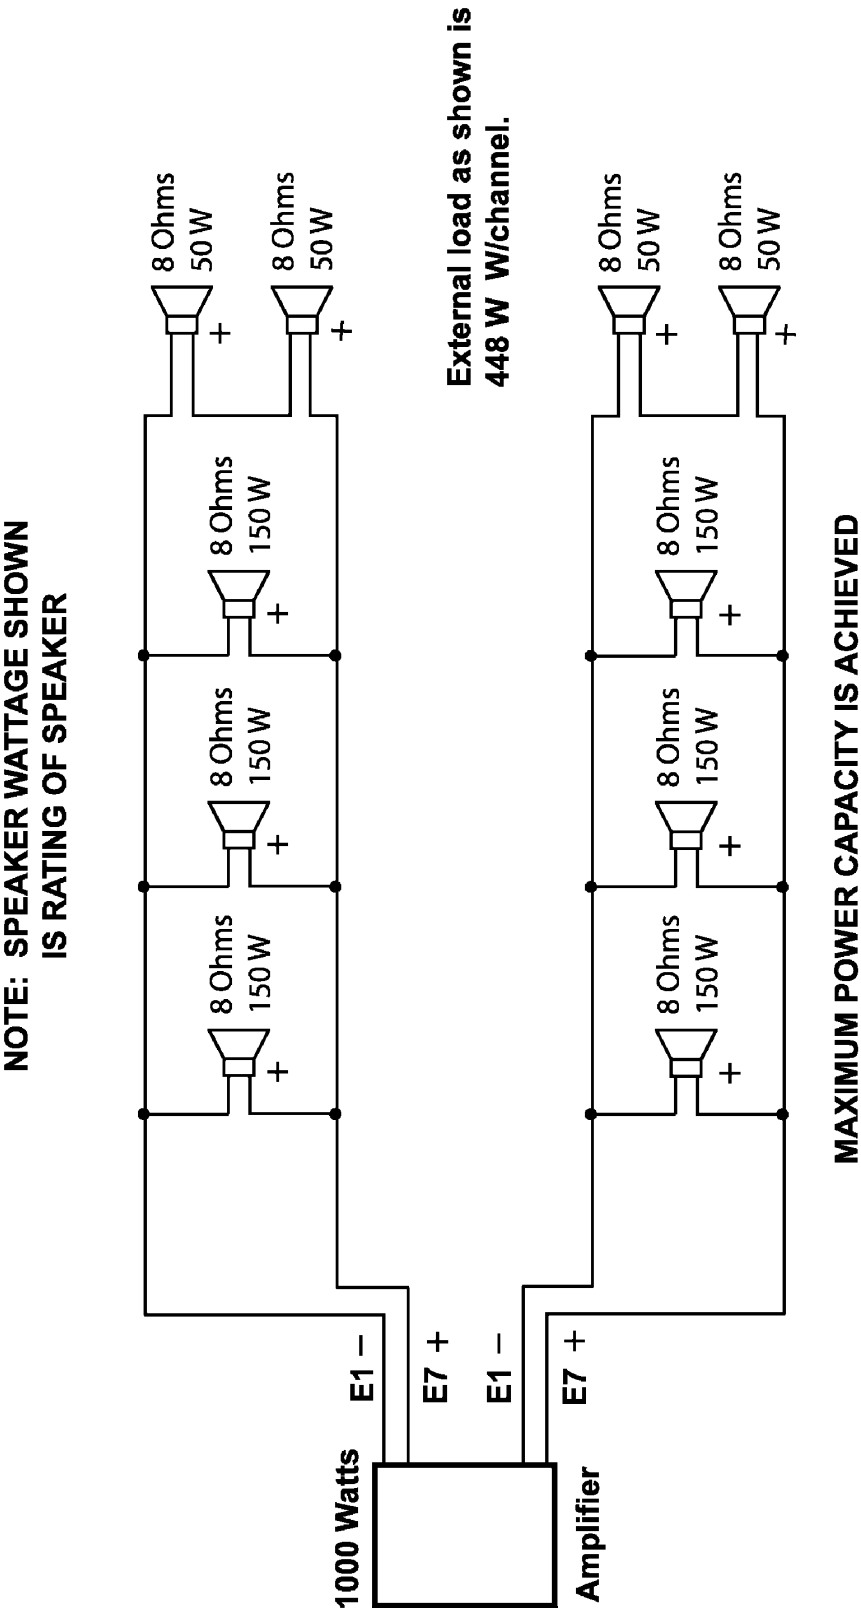 NOTE: SPEAKER WATTAGE SHOWN
IS RATING OF SPEAKER
8 Ohms
50 W
+
8 Ohms
50 W
+
8 Ohms
150 W
+
8 Ohms
150 W
+
8 Ohms
150 W
+
External load as shown is
448 W W/channel.
1000 Watts
E1 –
E7 +
E1 –
E7 +
Amplifier
8 Ohms
50 W
+
8 Ohms
50 W
+
8 Ohms
150 W
+
8 Ohms
150 W
+
8 Ohms
150 W
+
MAXIMUM POWER CAPACITY IS ACHIEVED